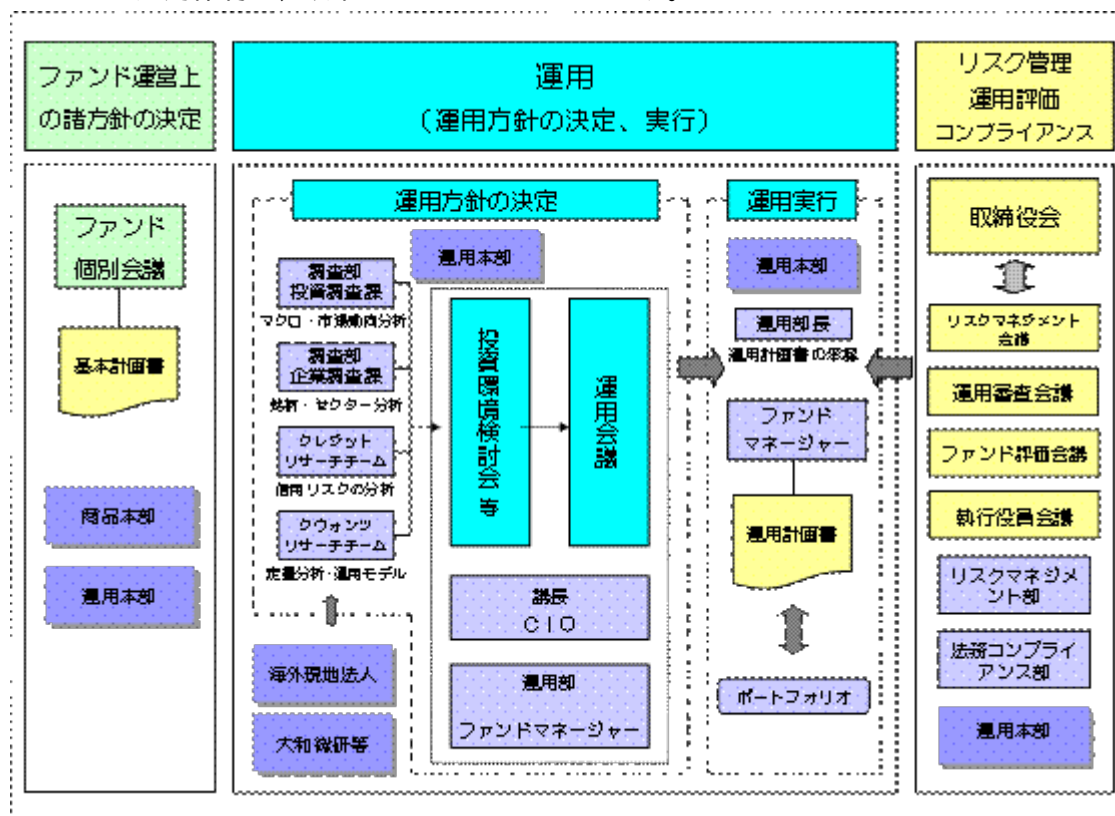 ファンド運営上
の諸方針の決定
ファンド
個別会議
基本計画書
商品本部
運用本部
運用
(運用方針の決定、実行)
運用方針の決定
運用本部
調査部
投資調査課
マクロ・市場動向分析
調査部
企業調査課
銘柄・セクター分析
クレジット
リサーチチーム
信用リスクの分析
クウォンツ
リサーチチーム
定量分析・運用モデル
海外現地法人
大和総研等
投資環境検討会 等
運用会議
議長
CIO
運用部
ファンドマネージャー
運用実行
運用本部
運用部長
運用計画書の承認
ファンド
マネージャー
運用計画書
ポートフォリオ
リスク管理
運用評価
コンプライアンス
取締役会
リスクマネジメント
会議
運用審査会議
ファンド評価会議
執行役員会議
リスクマネジメ
ント部
法務コンプライ
アンス部
運用本部